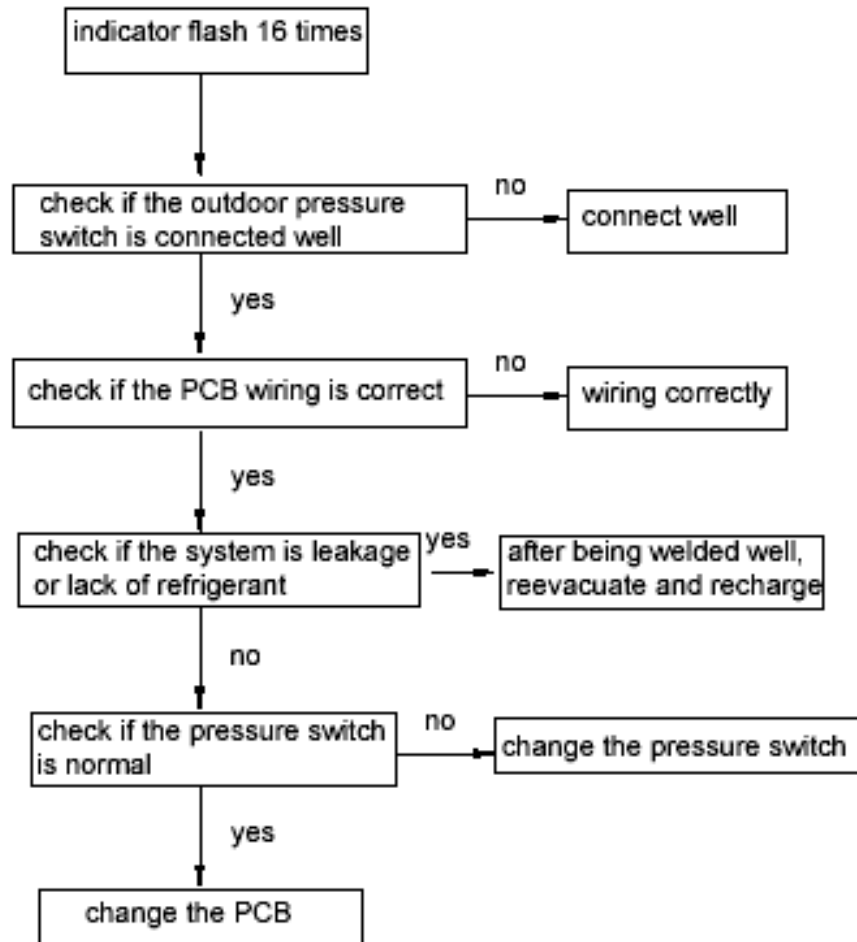 indicator flash 16 times
check if the outdoor pressure
switch is connected well
no
connect well
yes
check if the PCB wiring is correct
no
wiring correctly
yes
check if the system is leakage
or lack of refrigerant
yes
after being welded well,
reevacuate and recharge
no
check if the pressure switch
is normal
no
change the pressure switch
yes
change the PCB